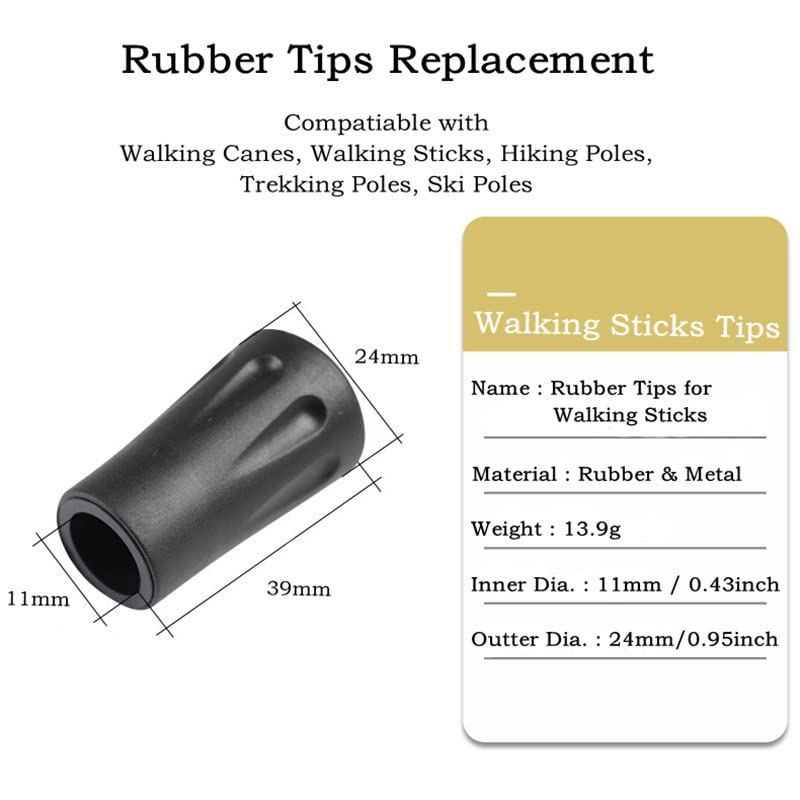 Rubber Tips Replacement
Compatiable with
Walking Canes, Walking Sticks, Hiking Poles,
Trekking Poles, Ski Poles
24mm
11mm
39mm
Walking Sticks Tips
Name : Rubber Tips for
Walking Sticks
Material : Rubber & Metal
Weight : 13.9g
Inner Dia. : 11mm / 0.43inch
Outter Dia. : 24mm/0.95inch